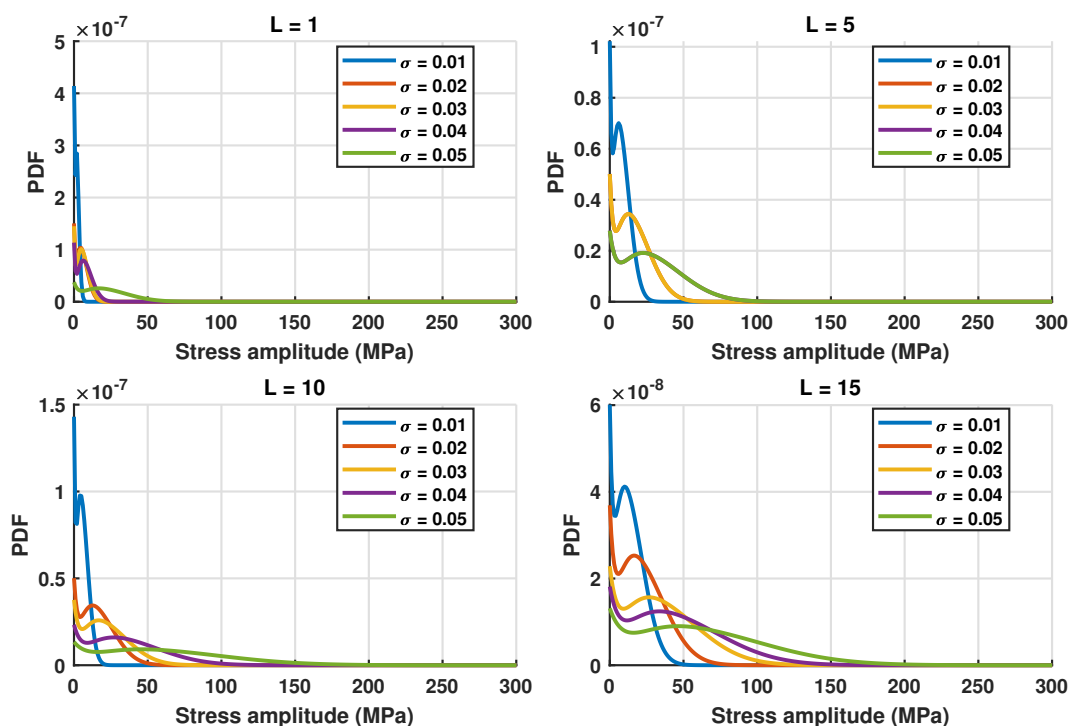 ×10⁻⁷
L = 1
5
4
3
2
1
0
PDF
σ = 0.01
σ = 0.02
σ = 0.03
σ = 0.04
σ = 0.05
0 50 100 150 200 250 300
Stress amplitude (MPa)
×10⁻⁷
L = 5
1
0.8
0.6
0.4
0.2
0
PDF
σ = 0.01
σ = 0.02
σ = 0.03
σ = 0.04
σ = 0.05
0 50 100 150 200 250 300
Stress amplitude (MPa)
×10⁻⁷
L = 10
1.5
1
0.5
0
PDF
σ = 0.01
σ = 0.02
σ = 0.03
σ = 0.04
σ = 0.05
0 50 100 150 200 250 300
Stress amplitude (MPa)
×10⁻⁸
L = 15
6
4
2
0
PDF
σ = 0.01
σ = 0.02
σ = 0.03
σ = 0.04
σ = 0.05
0 50 100 150 200 250 300
Stress amplitude (MPa)